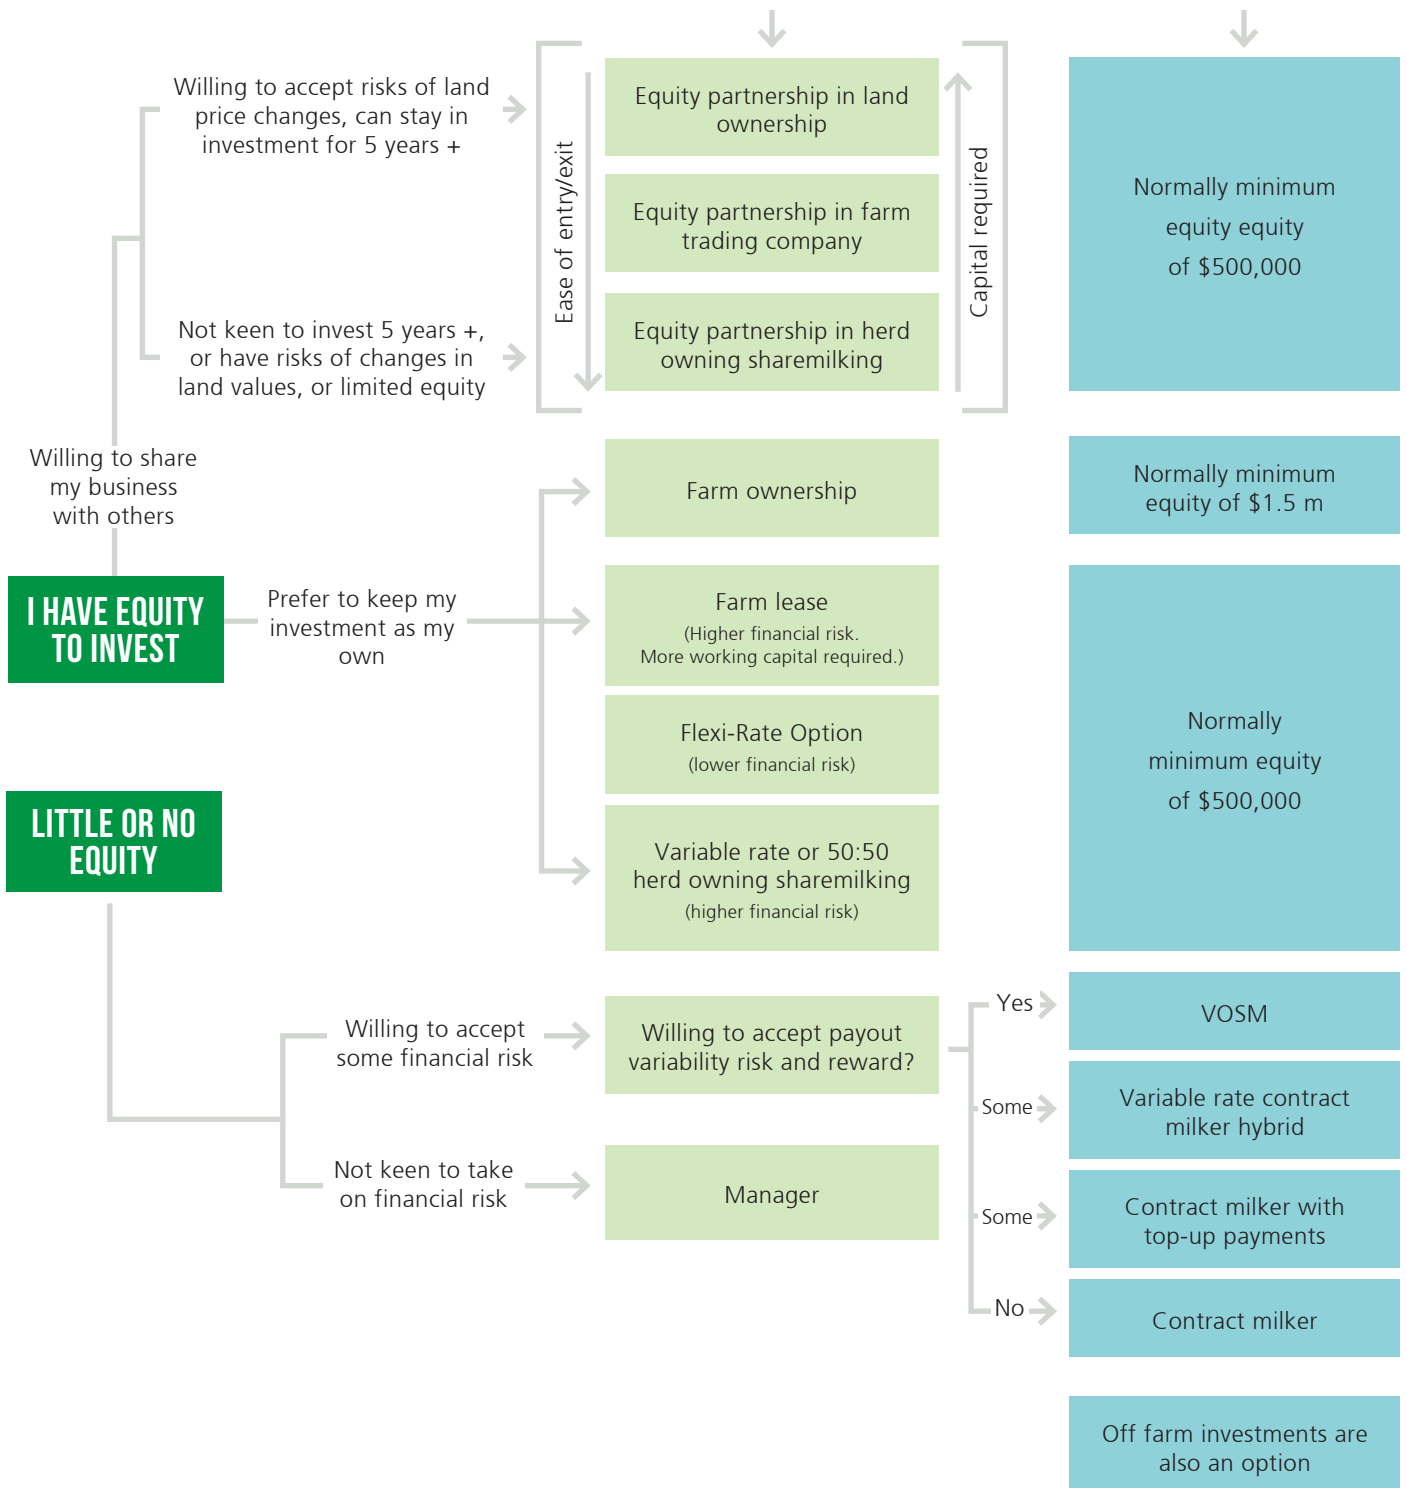 Willing to accept risks of land
price changes, can stay in
investment for 5 years +
Not keen to invest 5 years +,
or have risks of changes in
land values, or limited equity
Willing to share
my business
with others
I HAVE EQUITY
TO INVEST
Prefer to keep my
investment as my
own
LITTLE OR NO
EQUITY
Willing to accept
some financial risk
Not keen to take
on financial risk
Ease of entry/exit
Equity partnership in land
ownership
Equity partnership in farm
trading company
Equity partnership in herd
owning sharemilking
Capital required
Normally minimum
equity equity
of $500,000
Farm ownership
Normally minimum
equity of $1.5 m
Farm lease
(Higher financial risk.
More working capital required.)
Flexi-Rate Option
(lower financial risk)
Variable rate or 50:50
herd owning sharemilking
(higher financial risk)
Normally
minimum equity
of $500,000
Willing to accept payout
variability risk and reward?
Manager
Yes
VOSM
Some
Variable rate contract
milker hybrid
Some
Contract milker with
top-up payments
No
Contract milker
Off farm investments are
also an option